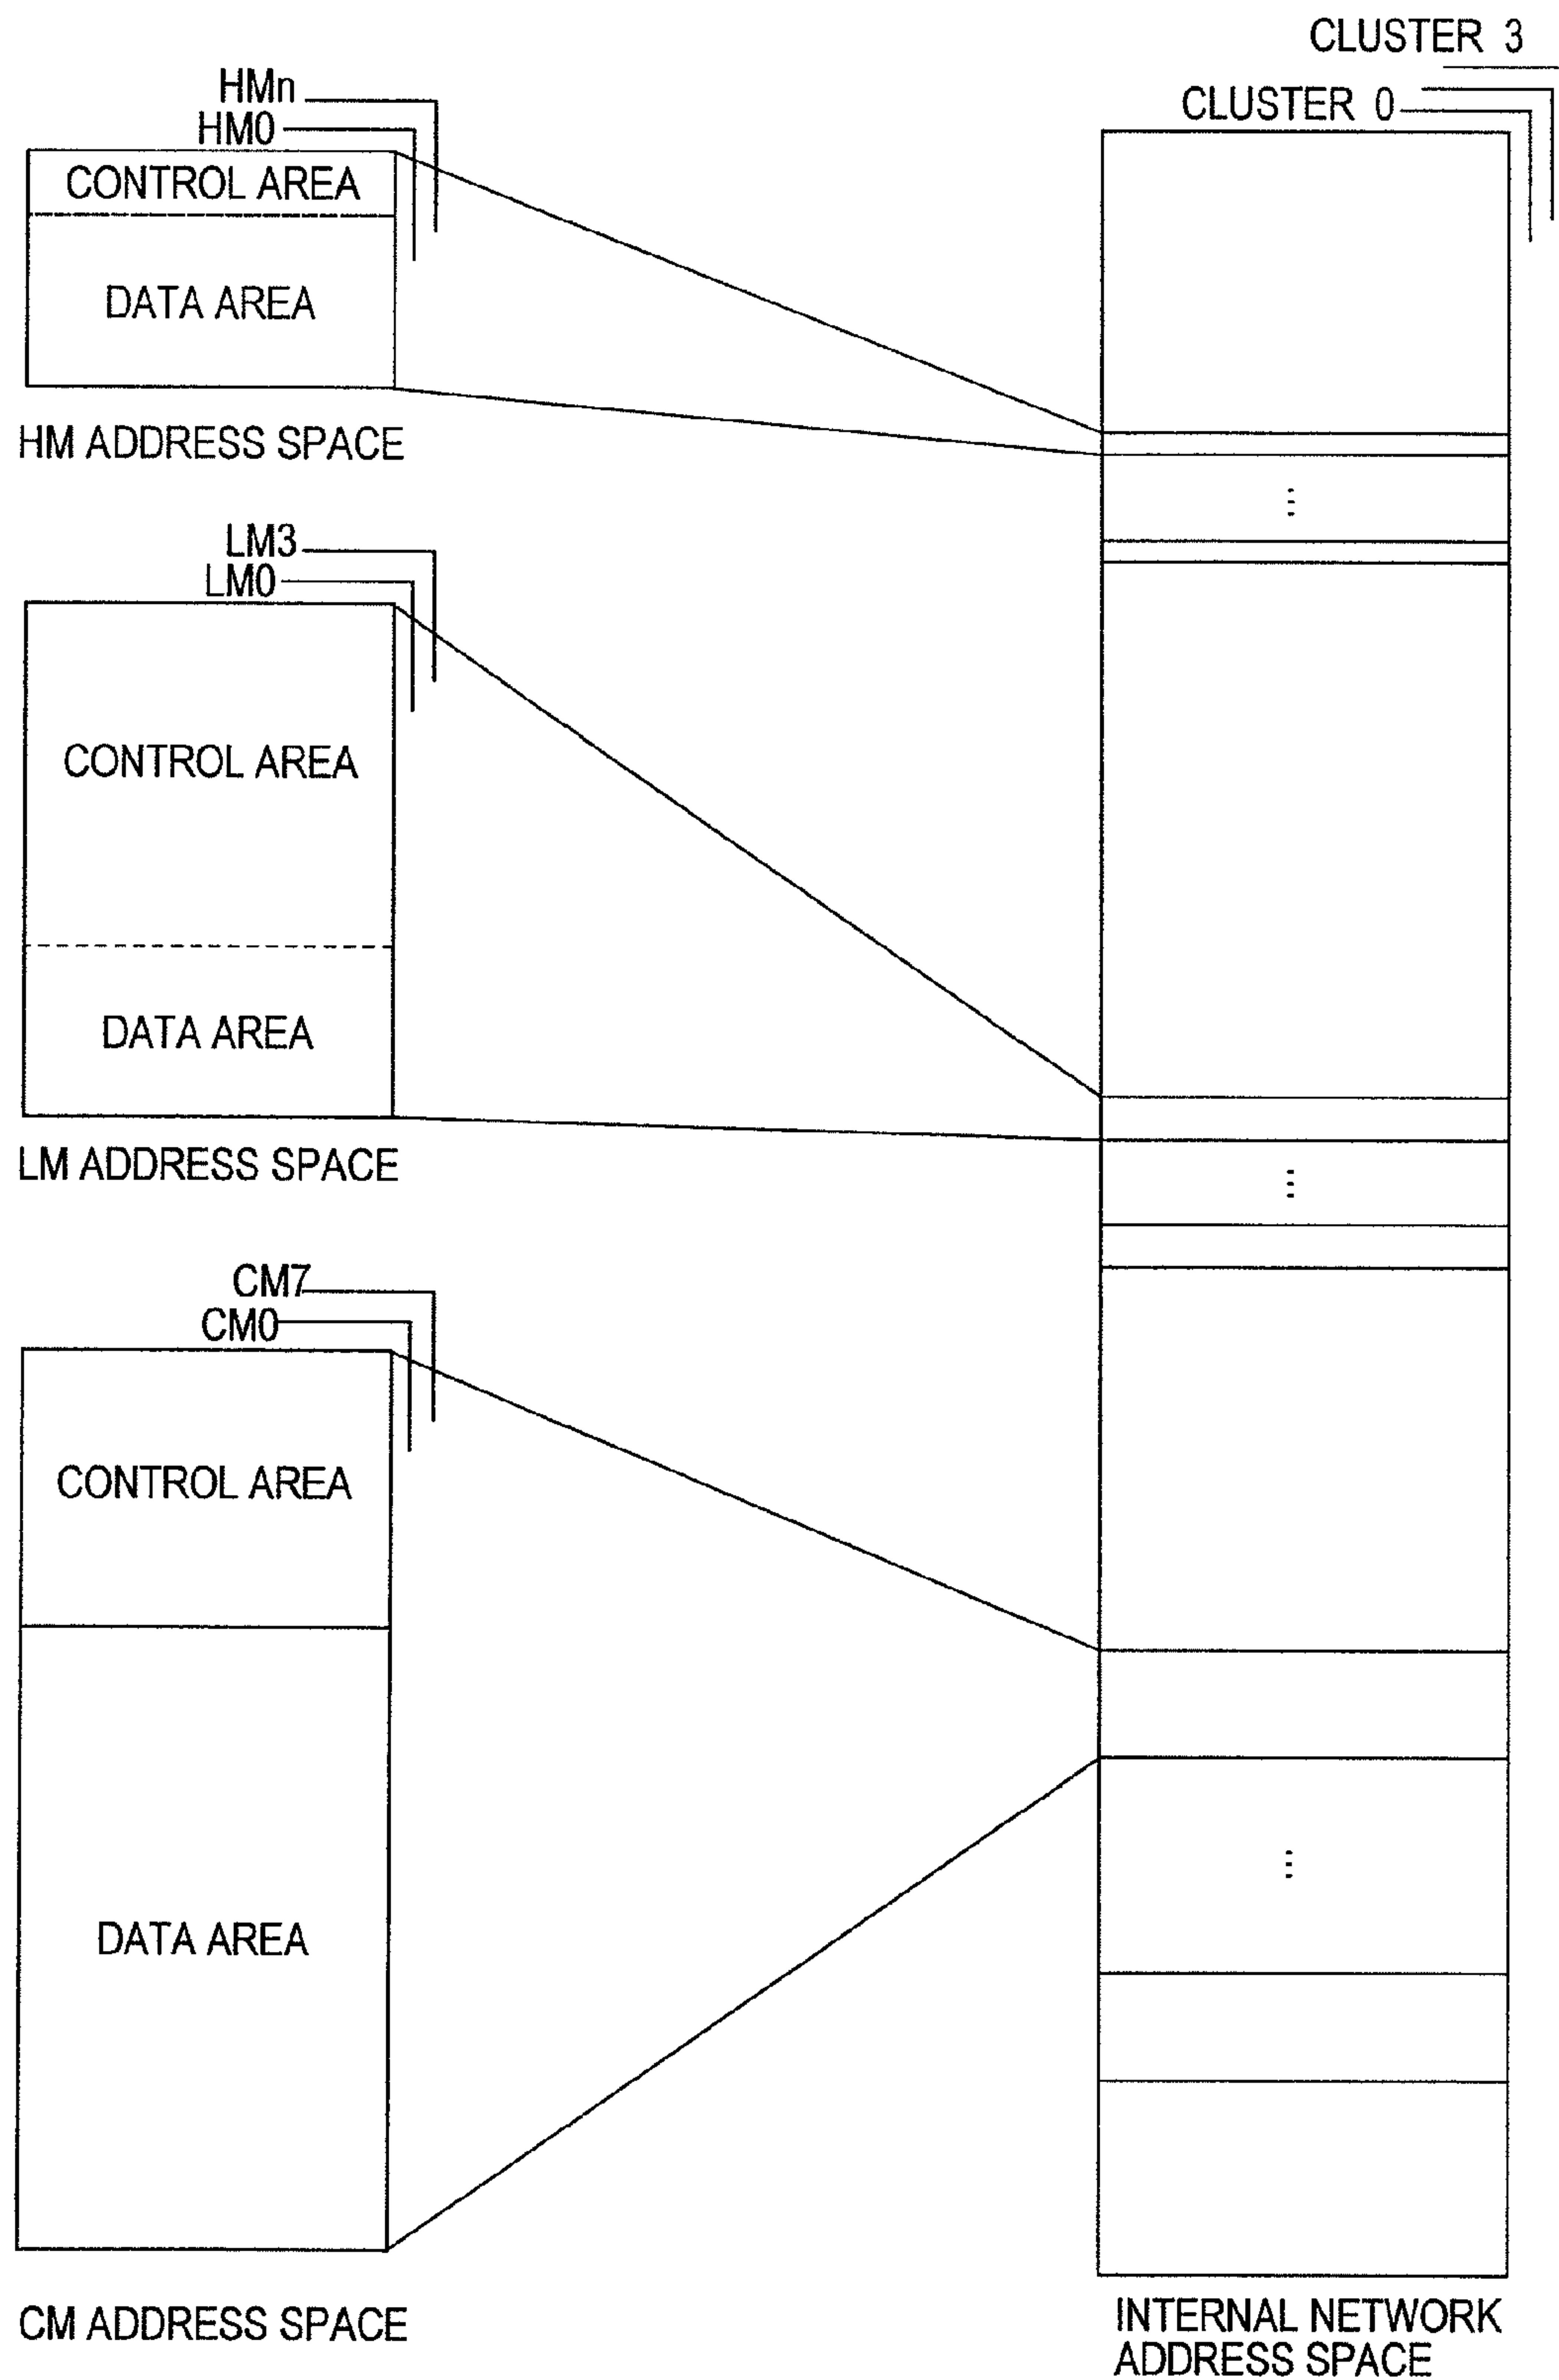 CLUSTER 3
CLUSTER 0
HMn
HM0
CONTROL AREA
DATA AREA
HM ADDRESS SPACE
LM3
LM0
CONTROL AREA
DATA AREA
LM ADDRESS SPACE
CM7
CM0
CONTROL AREA
DATA AREA
CM ADDRESS SPACE
INTERNAL NETWORK
ADDRESS SPACE